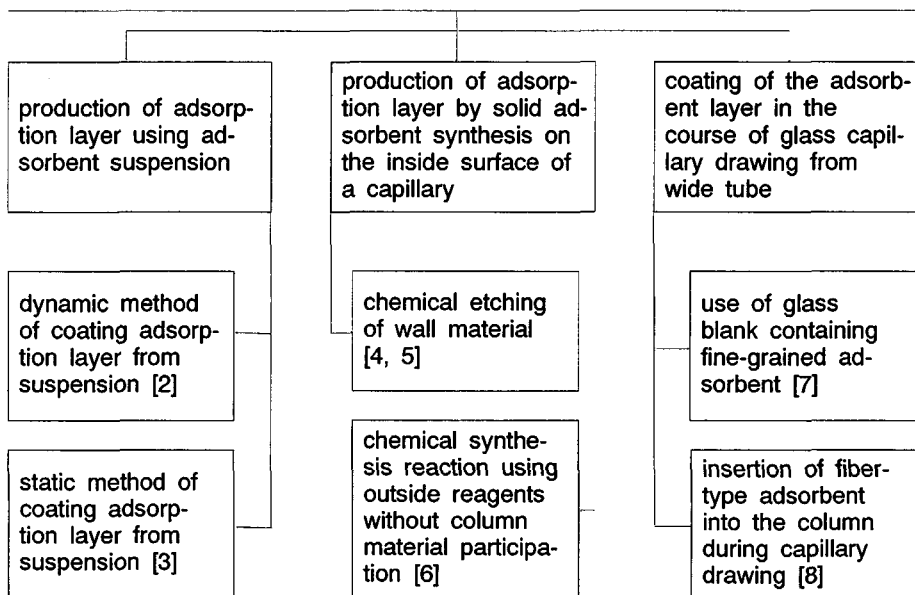 production of adsorp-
tion layer using ad-
sorbent suspension
production of adsorp-
tion layer by solid ad-
sorbent synthesis on
the inside surface of
a capillary
coating of the adsorb-
ent layer in the
course of glass capil-
lary drawing from
wide tube
dynamic method
of coating adsorp-
tion layer from
suspension [2]
chemical etching
of wall material
[4, 5]
use of glass
blank containing
fine-grained ad-
sorbent [7]
static method of
coating adsorp-
tion layer from
suspension [3]
chemical synthe-
sis reaction using
outside reagents
without column
material participa-
tion [6]
insertion of fiber-
type adsorbent
into the column
during capillary
drawing [8]